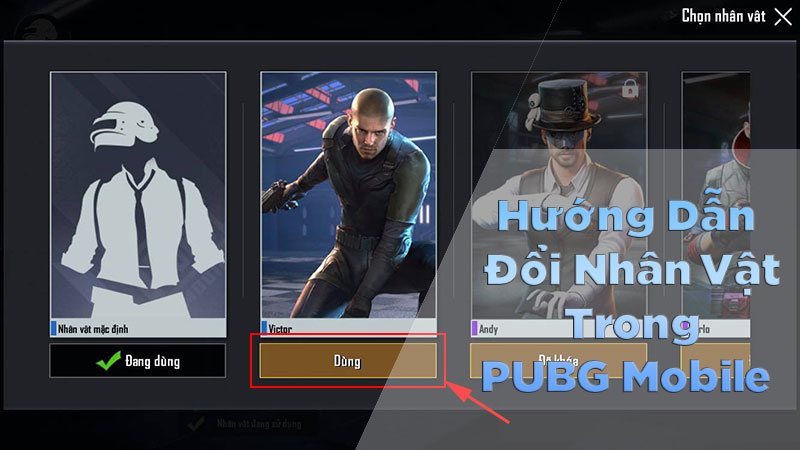 Chọn nhân vật
Nhân vật mặc định
Victor
Andy
Đang dùng
Dùng
Đã khóa
Hướng Dẫn
Đổi Nhân Vật
Trong
PUBG Mobile
Nhân vật đang sử dụng